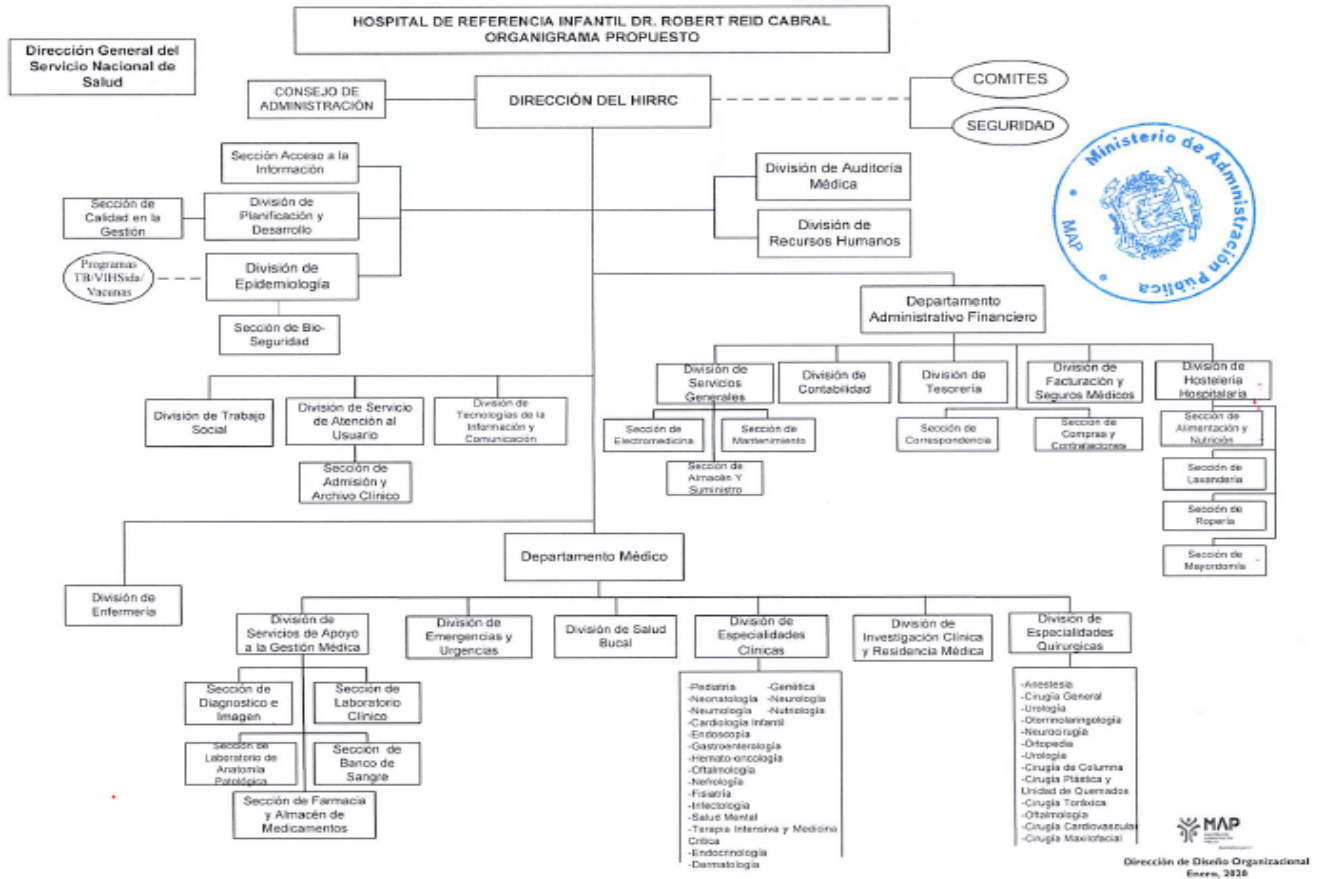 HOSPITAL DE REFERENCIA INFANTIL DR. ROBERT REID CABRAL
ORGANIGRAMA PROPUESTO
Dirección General del
Servicio Nacional de
Salud
CONSEJO DE
ADMINISTRACIÓN
DIRECCIÓN DEL HIRRC
COMITES
SEGURIDAD
Ministerio de Administración Pública
MAP
Sección Acceso a la
Información
División de Auditoría
Médica
Sección de
Calidad en la
Gestión
División de
Planificación y
Desarrollo
División de
Recursos Humanos
Programas
TB/VIHSida/
Vacunas
División de
Epidemiología
Sección de Bio-
Seguridad
Departamento
Administrativo Financiero
División de
Servicios
Generales
División de
Contabilidad
División de
Tesorería
División de
Facturación y
Seguros Médicos
División de
Hostelería
Hospitalaria
División de Trabajo
Social
División de Servicio
de Atención al
Usuario
División de
Tecnologías de la
Información y
Comunicación
Sección de
Electromedicina
Sección de
Mantenimiento
Sección de
Correspondencia
Sección de
Compras y
Contrataciones
Sección de
Alimentación y
Nutrición
Sección de
Admisión y
Archivo Clínico
Sección de
Almacén Y
Suministro
Sección de
Lavandería
Sección de
Ropería
Sección de
Mayordomía
Departamento Médico
División de
Enfermería
División de
Servicios de Apoyo
a la Gestión Médica
División de
Emergencias y
Urgencias
División de Salud
Bucal
División de
Especialidades
Clínicas
División de
Investigación Clínica
y Residencia Médica
División de
Especialidades
Quirurgicas
Sección de
Diagnostico e
Imagen
Sección de
Laboratorio
Clínico
Sección de
Laboratorio de
Anatomía
Patológica
Sección de
Banco de
Sangre
Sección de Farmacia
y Almacén de
Medicamentos
-Pediatría -Genética
-Neonatología -Neurología
-Neumología -Nutriología
-Cardiología Infantil
-Endoscopía
-Gastroenterología
-Hemato-oncología
-Oftalmología
-Nefrología
-Fisiatría
-Infectología
-Salud Mental
-Terapia Intensiva y Medicina
Crítica
-Endocrinología
-Dermatología
-Anestesia
-Cirugía General
-Urología
-Otorrinolaringología
-Neurocirugía
-Ortopedia
-Urología
-Cirugía de Columna
-Cirugía Plástica y
Unidad de Quemados
-Cirugía Toráxica
-Oftalmología
-Cirugía Cardiovascular
-Cirugía Maxilofacial
MAP
Dirección de Diseño Organizacional
Enero, 2020